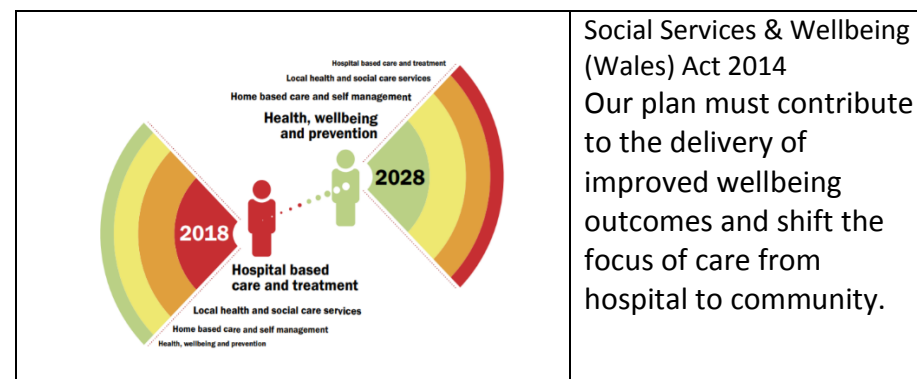 Hospital based care and treatment
Local health and social care services
Home based care and self management
Health, wellbeing
and prevention
2028
2018
Hospital based
care and treatment
Local health and social care services
Home based care and self management
Health, wellbeing and prevention
Social Services & Wellbeing
(Wales) Act 2014
Our plan must contribute
to the delivery of
improved wellbeing
outcomes and shift the
focus of care from
hospital to community.